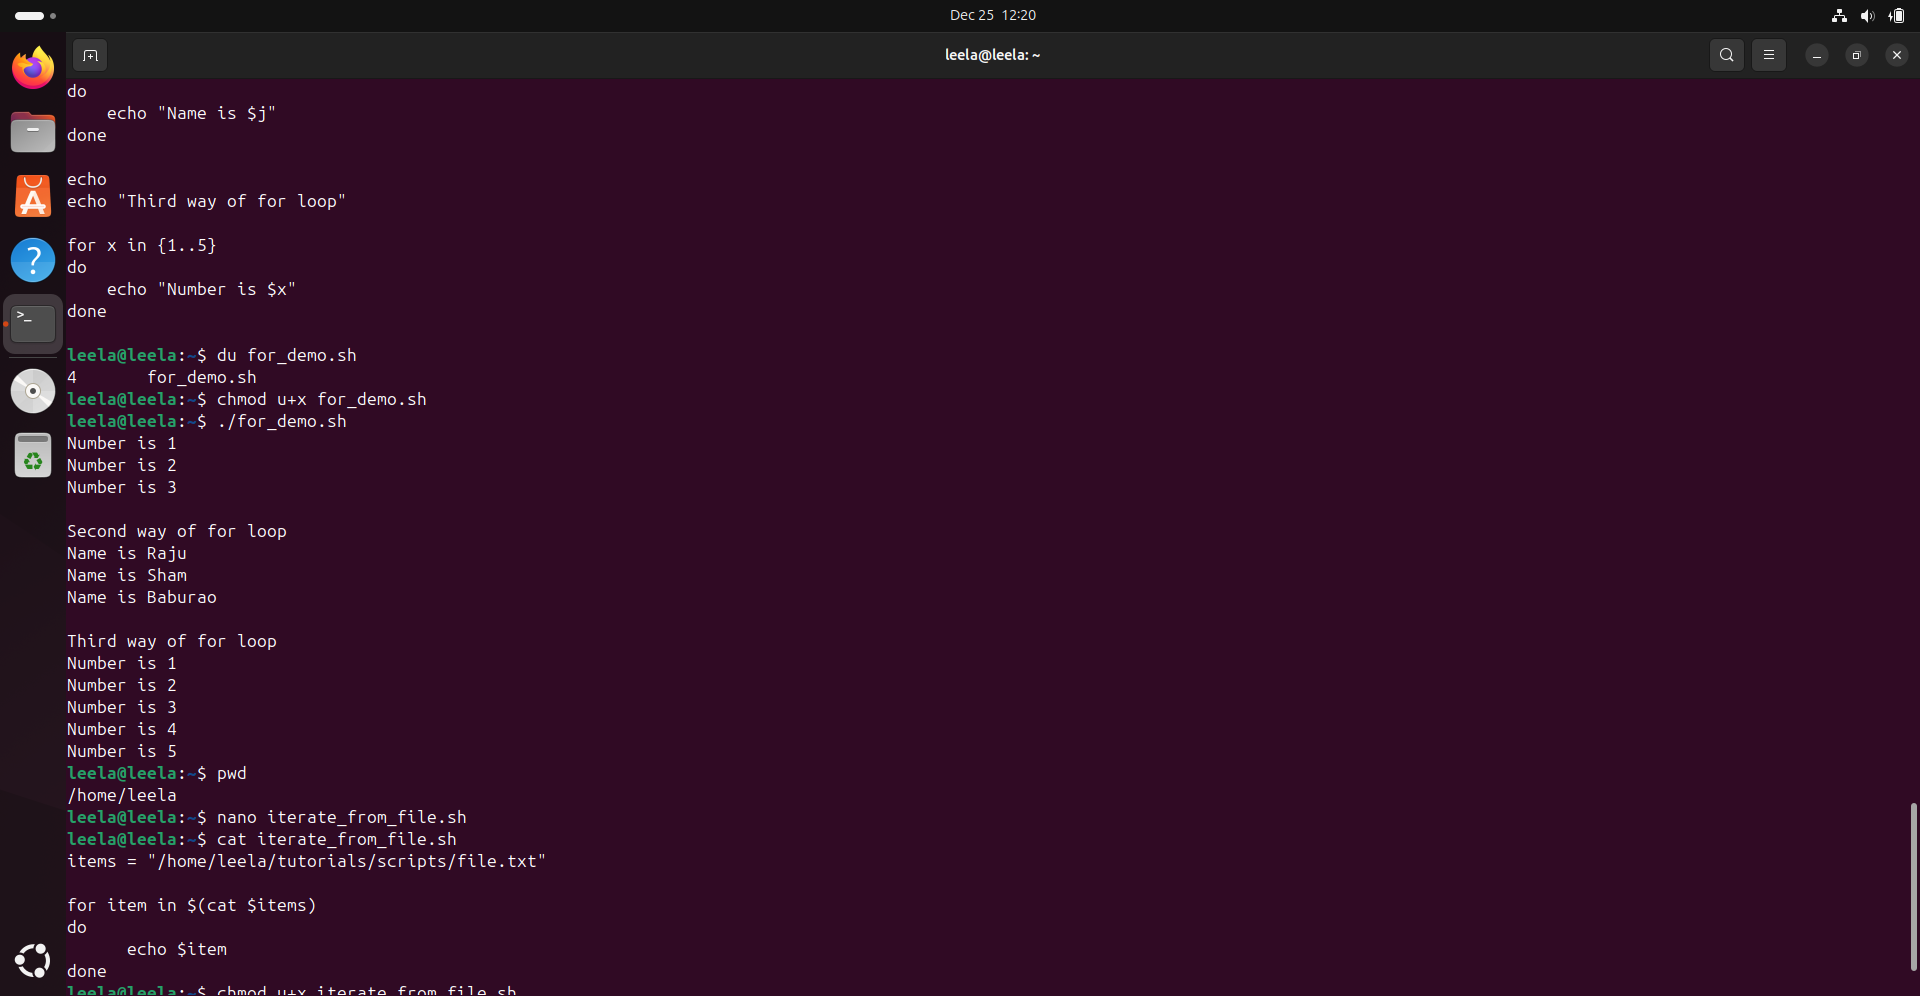 Dec 25 12:20
leela@leela: ~
do
    echo "Name is $j"
done
echo
echo "Third way of for loop"
for x in {1..5}
do
    echo "Number is $x"
done
leela@leela:~$ du for_demo.sh
4       for_demo.sh
leela@leela:~$ chmod u+x for_demo.sh
leela@leela:~$ ./for_demo.sh
Number is 1
Number is 2
Number is 3
Second way of for loop
Name is Raju
Name is Sham
Name is Baburao
Third way of for loop
Number is 1
Number is 2
Number is 3
Number is 4
Number is 5
leela@leela:~$ pwd
/home/leela
leela@leela:~$ nano iterate_from_file.sh
leela@leela:~$ cat iterate_from_file.sh
items = "/home/leela/tutorials/scripts/file.txt"
for item in $(cat $items)
do
      echo $item
done
leela@leela:~$ chmod u+x iterate_from_file.sh